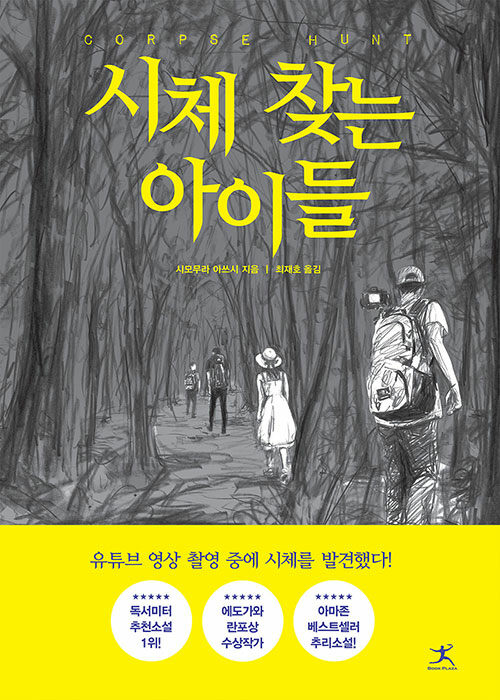 CORPSE HUNT
시체 찾는
아이들
시모무라 아쓰시 지음 | 최재호 옮김
유튜브 영상 촬영 중에 시체를 발견했다!
★★★★★
독서미터
추천소설
1위!
★★★★★
에도가와
란포상
수상작가
★★★★★
아마존
베스트셀러
추리소설!
BOOK PLAZA